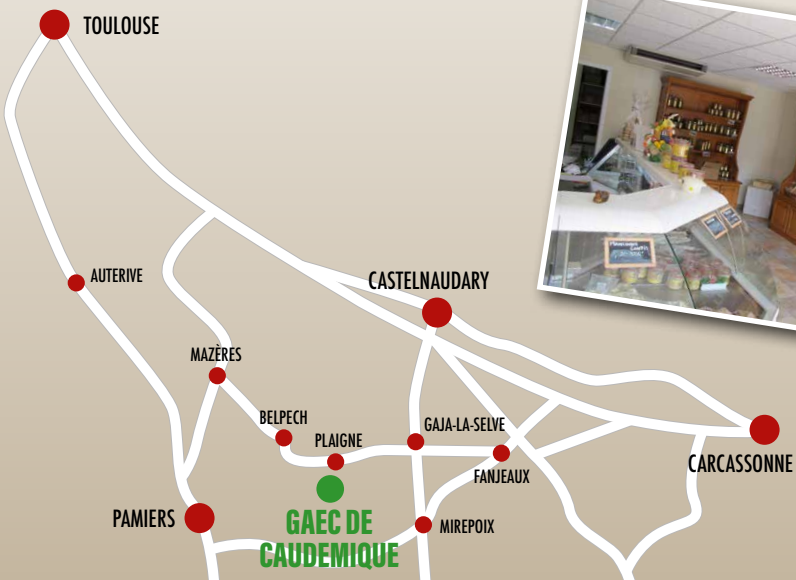 TOULOUSE
AUTERIVE
CASTELNAUDARY
MAZÈRES
BELPECH
PLAIGNE
GAJA-LA-SELVE
FANJEAUX
CARCASSONNE
PAMIERS
GAEC DE
CAUDEMIQUE
MIREPOIX